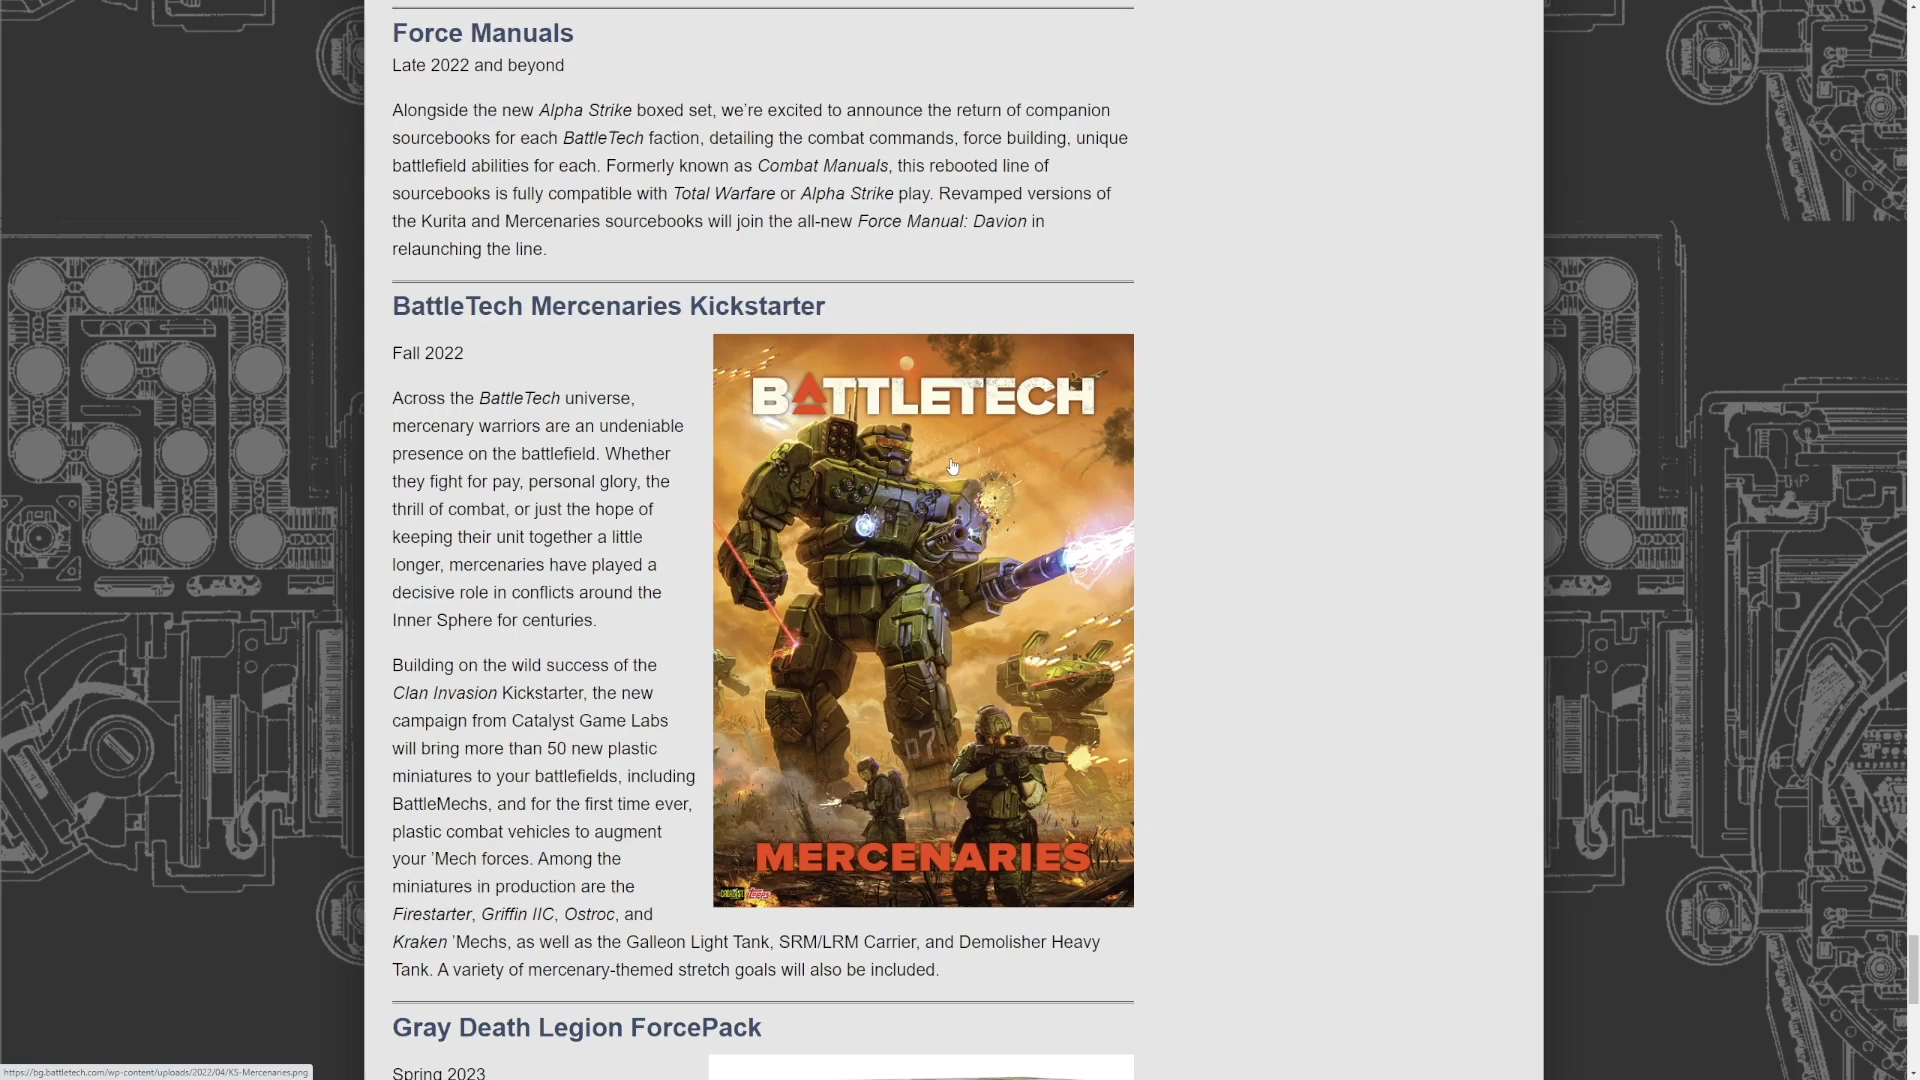 Force Manuals
Late 2022 and beyond
Alongside the new Alpha Strike boxed set, we’re excited to announce the return of companion
sourcebooks for each BattleTech faction, detailing the combat commands, force building, unique
battlefield abilities for each. Formerly known as Combat Manuals, this rebooted line of
sourcebooks is fully compatible with Total Warfare or Alpha Strike play. Revamped versions of
the Kurita and Mercenaries sourcebooks will join the all-new Force Manual: Davion in
relaunching the line.
BattleTech Mercenaries Kickstarter
Fall 2022
Across the BattleTech universe,
mercenary warriors are an undeniable
presence on the battlefield. Whether
they fight for pay, personal glory, the
thrill of combat, or just the hope of
keeping their unit together a little
longer, mercenaries have played a
decisive role in conflicts around the
Inner Sphere for centuries.
Building on the wild success of the
Clan Invasion Kickstarter, the new
campaign from Catalyst Game Labs
will bring more than 50 new plastic
miniatures to your battlefields, including
BattleMechs, and for the first time ever,
plastic combat vehicles to augment
your ’Mech forces. Among the
miniatures in production are the
Firestarter, Griffin IIC, Ostroc, and
Kraken ’Mechs, as well as the Galleon Light Tank, SRM/LRM Carrier, and Demolisher Heavy
Tank. A variety of mercenary-themed stretch goals will also be included.
BATTLETECH
07
MERCENARIES
Topps
Gray Death Legion ForcePack
Spring 2023
https://bg.battletech.com/wp-content/uploads/2022/04/KS-Mercenaries.png